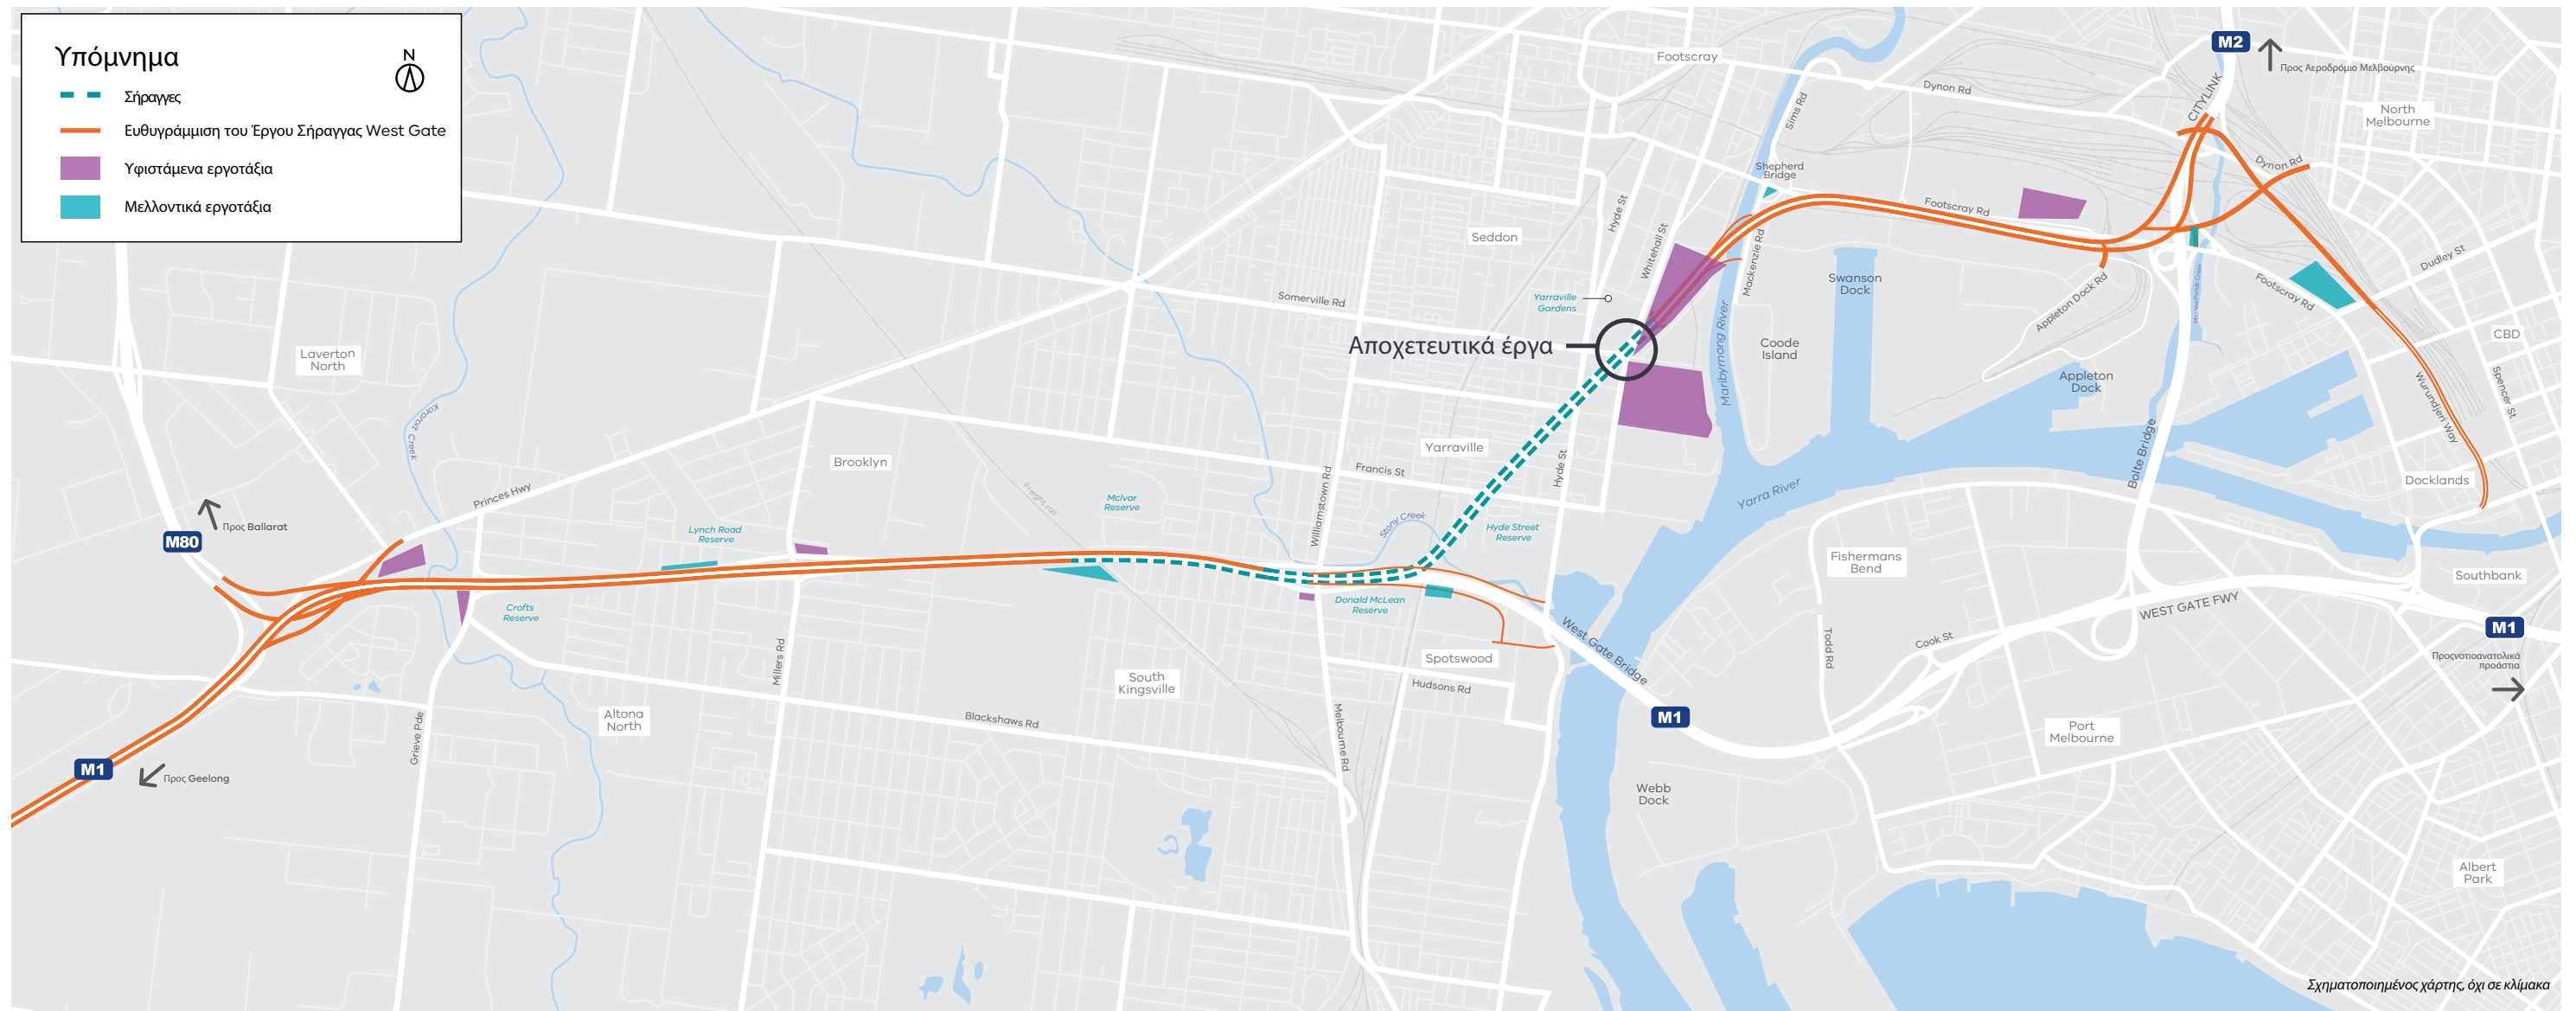 Υπόμνημα
N
Σήραγγες
Ευθυγράμμιση του Έργου Σήραγγας West Gate
Υφιστάμενα εργοτάξια
Μελλοντικά εργοτάξια
Footscray
M2
Προς Αεροδρόμιο Μελβούρνης
CITYLINK
North
Melbourne
Dynon Rd
Sims Rd
Shepherd
Bridge
Dynon Rd
Hyde St
Whitehall St
Seddon
Footscray Rd
Mackenzie Rd
Dudley St
Swanson
Dock
Somerville Rd
Yarraville
Gardens
Appleton Dock Rd
Footscray Rd
Maribyrnong River
Αποχετευτικά έργα
Coode
Island
CBD
Laverton
North
Appleton
Dock
Spencer St
Wurundjeri Way
Kororoit Creek
Yarraville
Brooklyn
Francis St
Hyde St
Bolte Bridge
Docklands
Princes Hwy
Freight rail
McIvor
Reserve
Williamstown Rd
Yarra River
Stony Creek
Hyde Street
Reserve
Προς Ballarat
M80
Lynch Road
Reserve
Fishermans
Bend
Southbank
Crofts
Reserve
Donald McLean
Reserve
WEST GATE FWY
M1
West Gate Bridge
Todd Rd
Cook St
Spotswood
Προςνοτιοανατολικά
προάστια
Millers Rd
South
Kingsville
Hudsons Rd
M1
Altona
North
Blackshaws Rd
Melbourne Rd
Grieve Pde
Port
Melbourne
M1
Προς Geelong
Webb
Dock
Albert
Park
Σχηματοποιημένος χάρτης, όχι σε κλίμακα